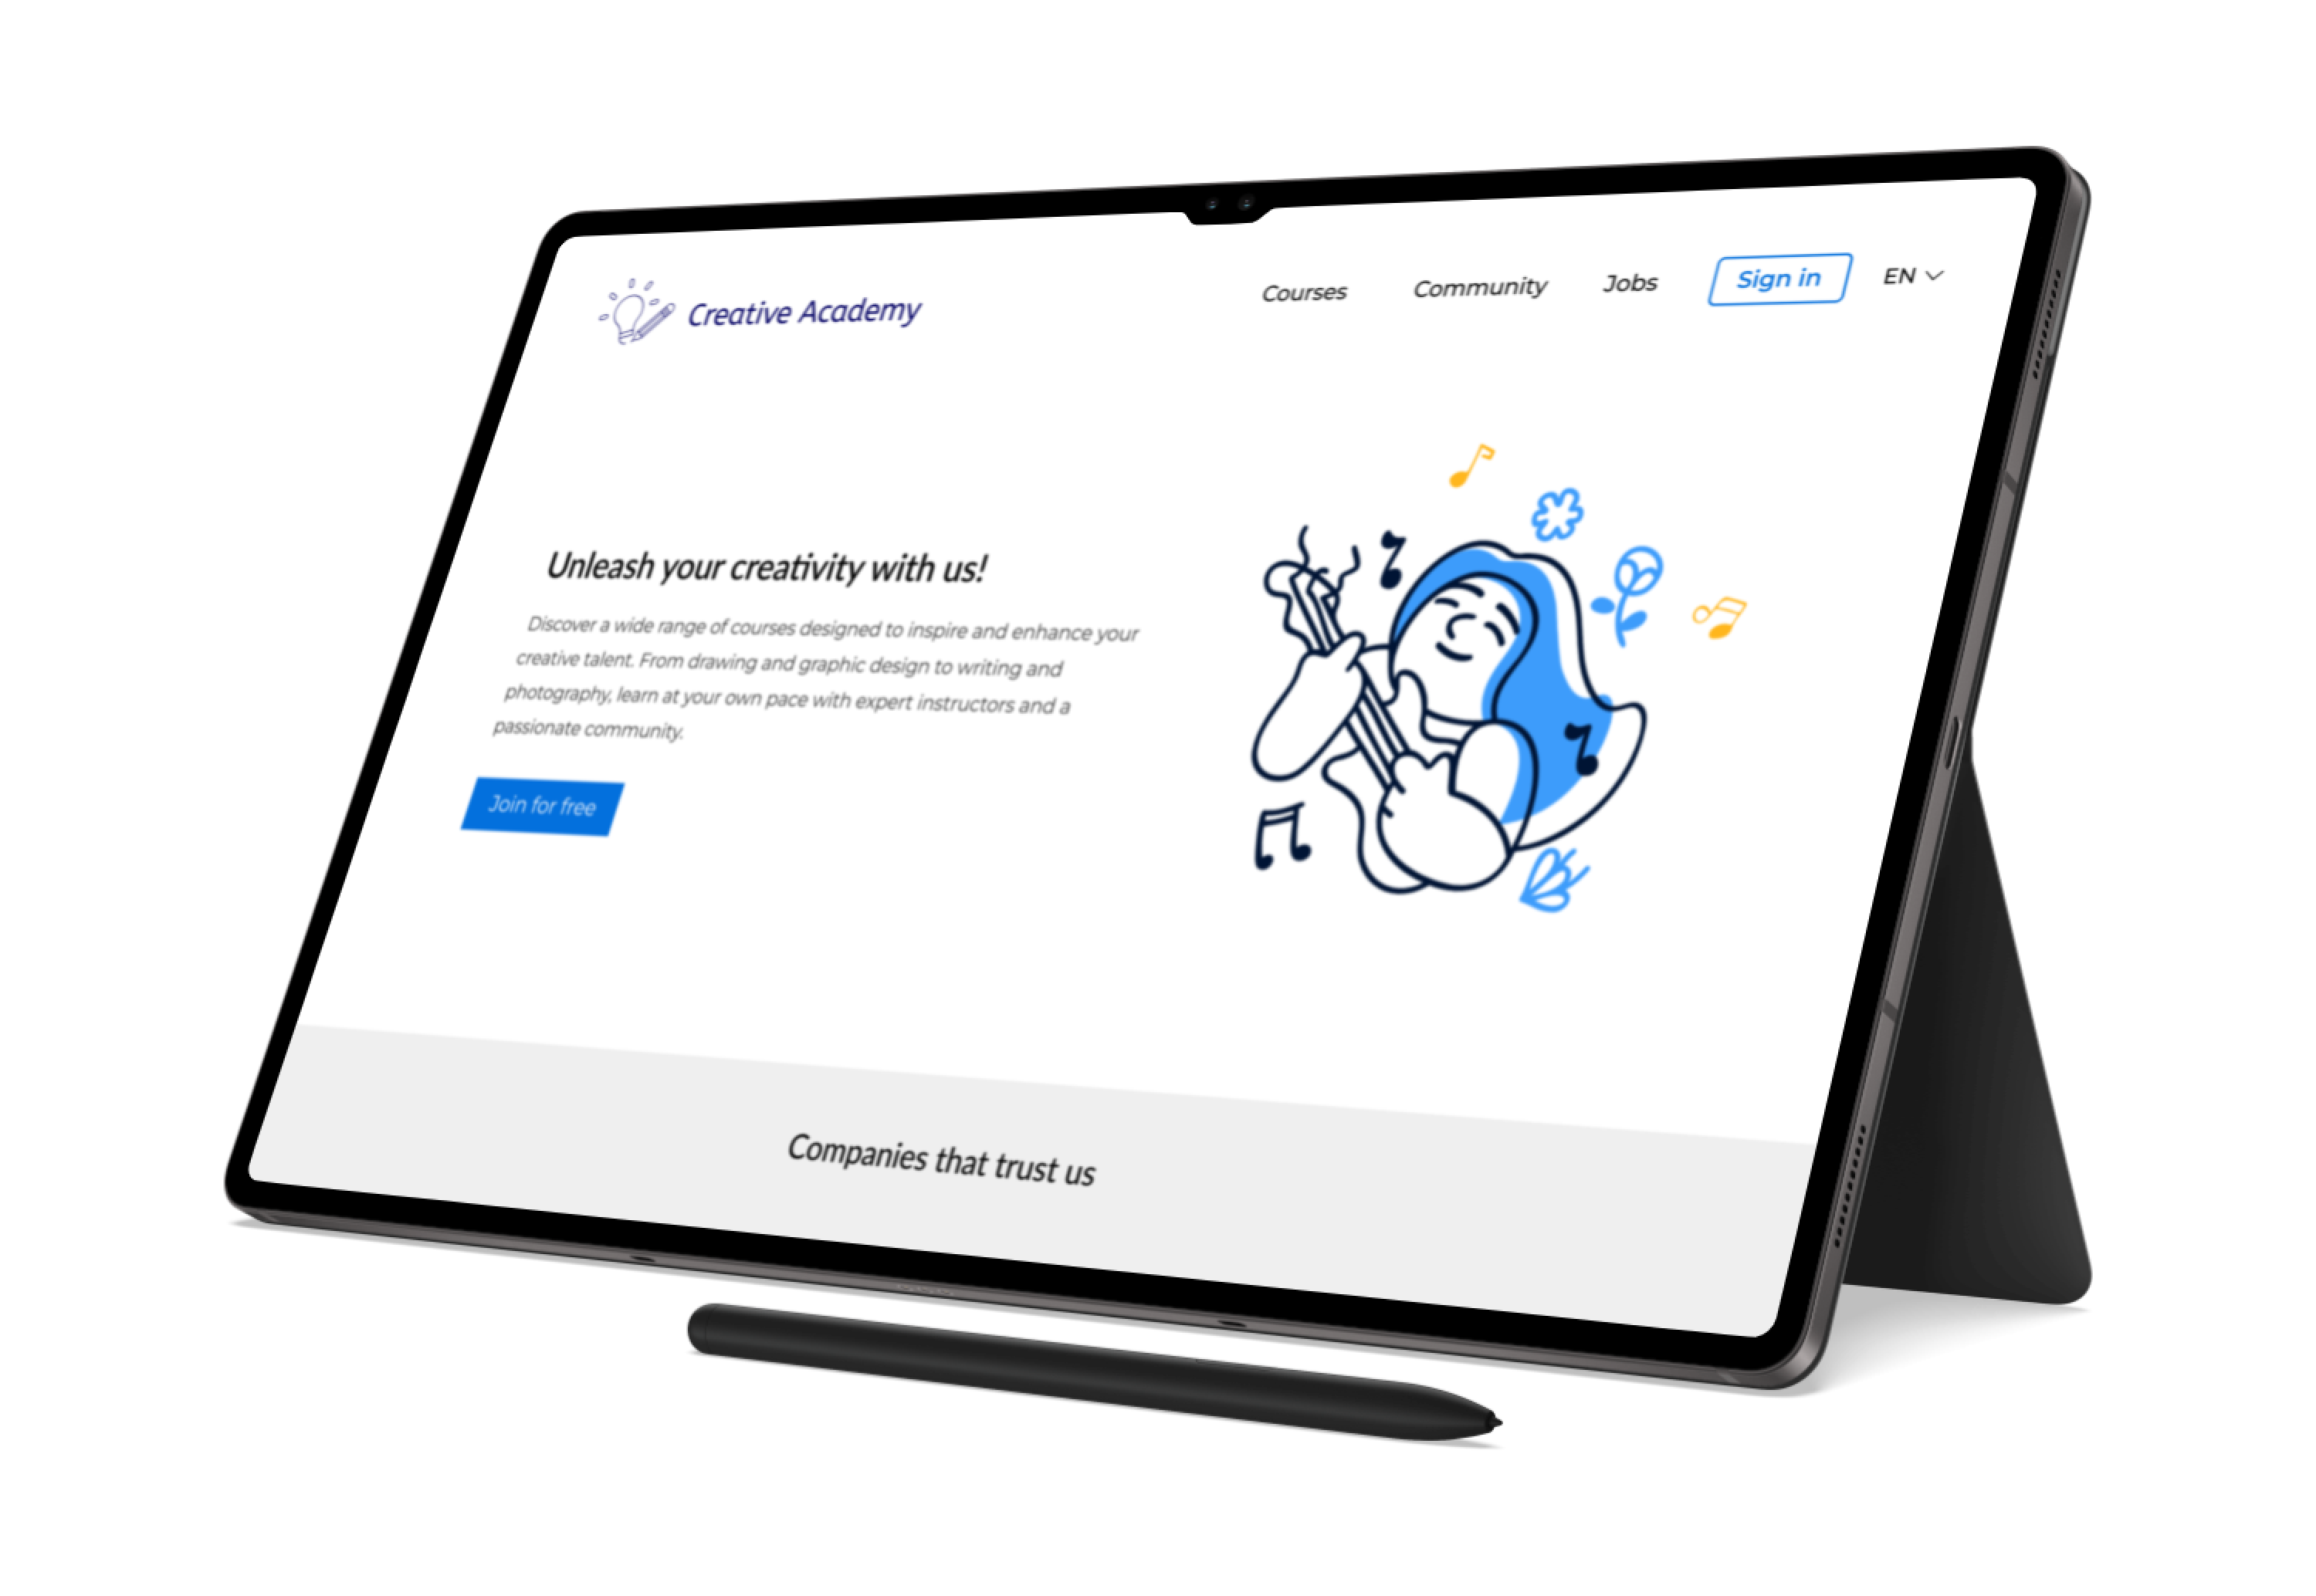 Creative Academy
Courses
Community
Jobs
Sign in
EN
Unleash your creativity with us!
Discover a wide range of courses designed to inspire and enhance your
creative talent. From drawing and graphic design to writing and
photography, learn at your own pace with expert instructors and a
passionate community.
Join for free
Companies that trust us